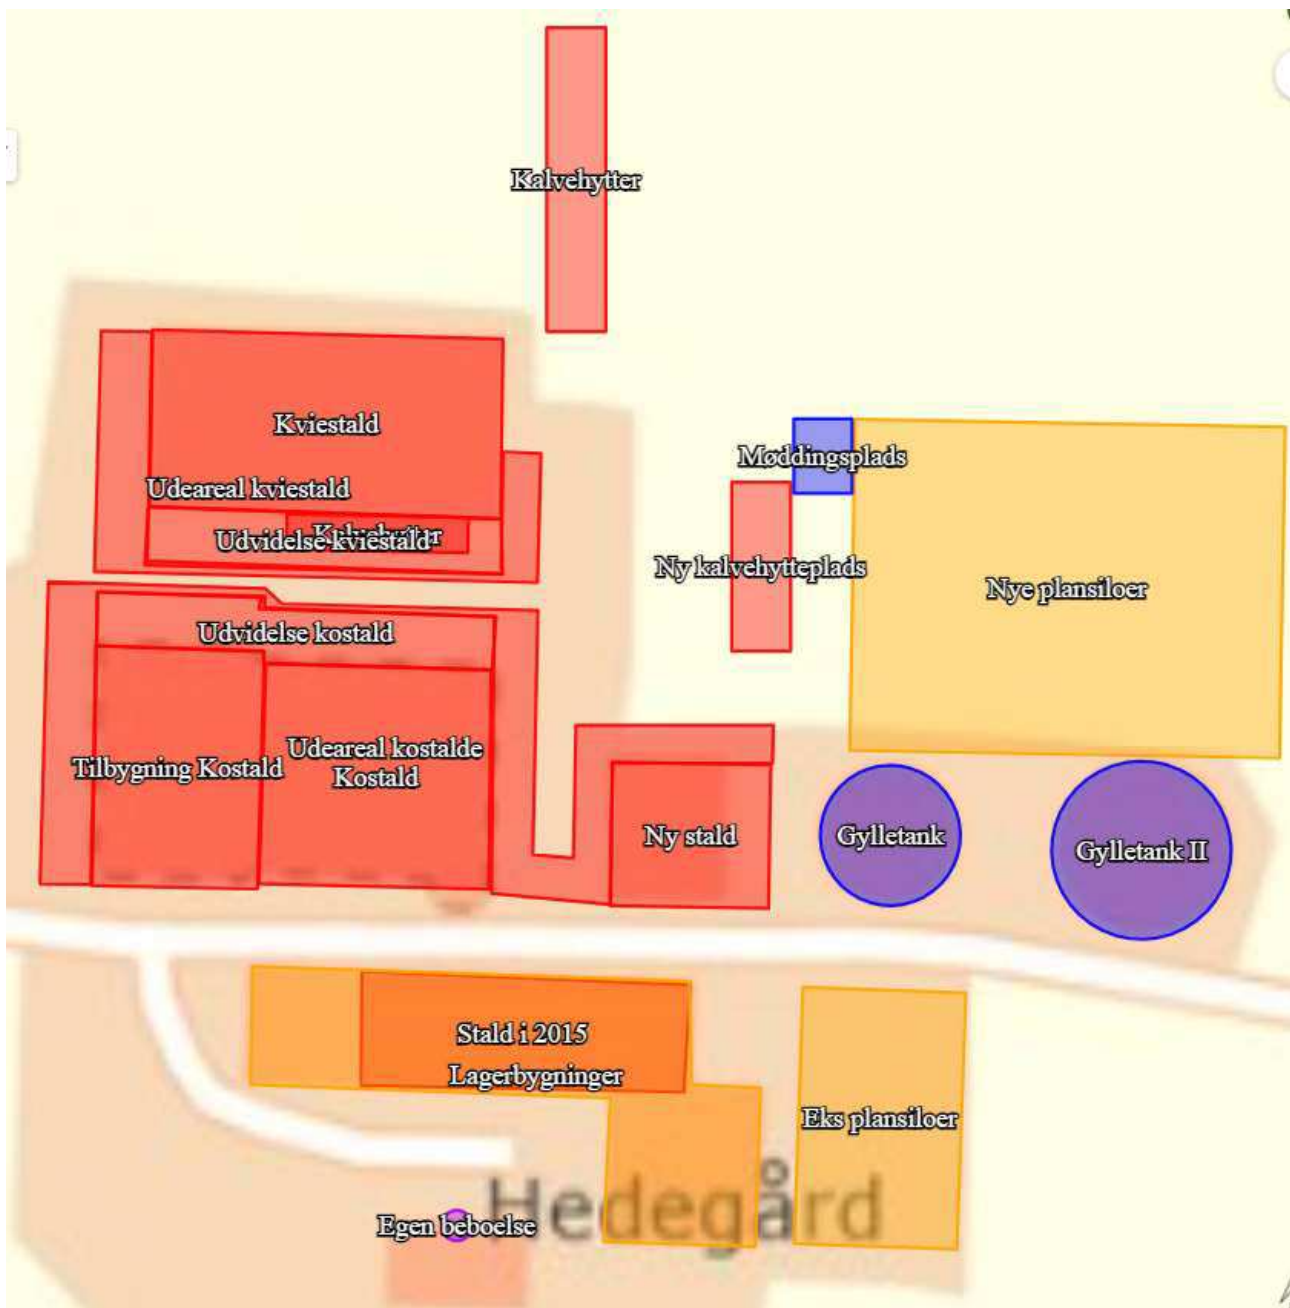 Kalvehytter
Kviestald
Møddingsplads
Udeareal kviestald
Kalvehytter
Udvidelse kviestald
Ny kalvehytteplads
Nye plansiloer
Udvidelse kostald
Udeareal kostalde
Tilbygning Kostald
Kostald
Ny stald
Gylletank
Gylletank II
Stald i 2015
Lagerbygninger
Eks plansiloer
Hedegård
Egen beboelse